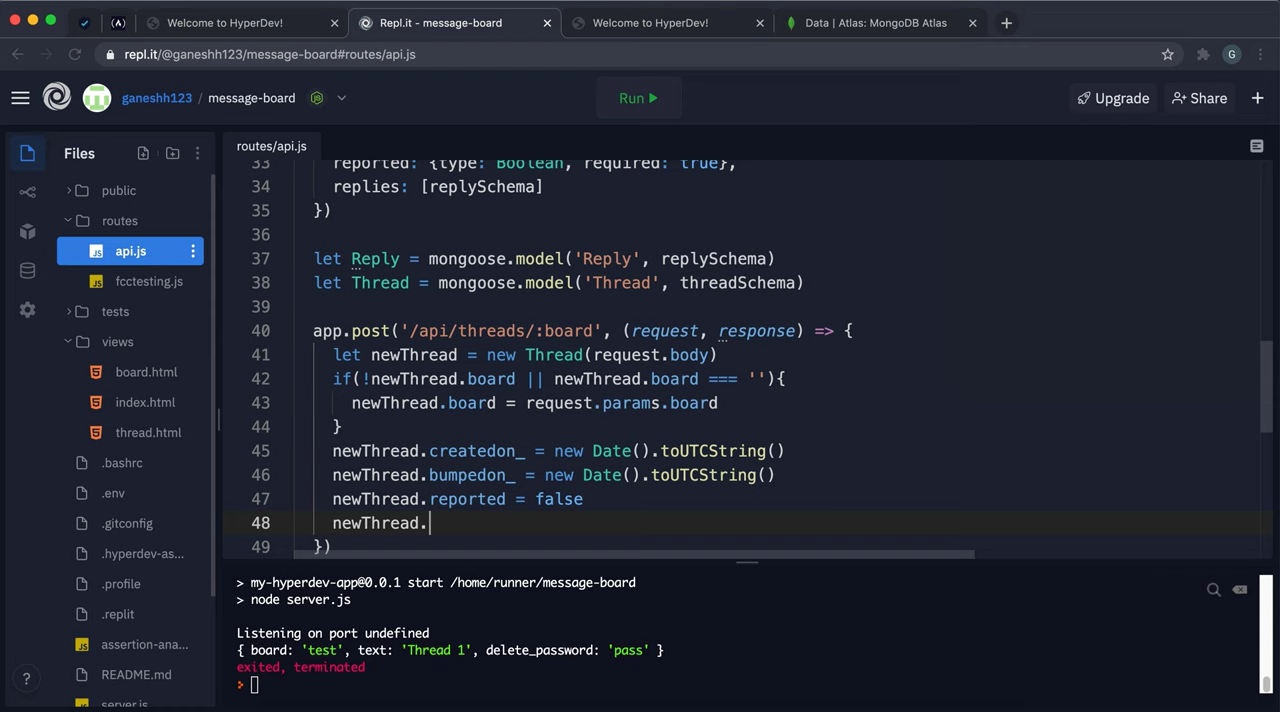 Welcome to HyperDev!
Repl.it - message-board
Welcome to HyperDev!
Data | Atlas: MongoDB Atlas
repl.it/@ganeshh123/message-board#routes/api.js
G
ganeshh123 / message-board
Run
Upgrade
Share
Files
public
routes
api.js
fcctesting.js
tests
views
board.html
index.html
thread.html
.bashrc
.env
.gitconfig
.hyperdev-as...
.profile
.replit
assertion-ana...
README.md
server.js
routes/api.js
33 reported: {type: Boolean, required: true},
34 replies: [replySchema]
35 })
36
37 let Reply = mongoose.model('Reply', replySchema)
38 let Thread = mongoose.model('Thread', threadSchema)
39
40 app.post('/api/threads/:board', (request, response) => {
41 let newThread = new Thread(request.body)
42 if(!newThread.board || newThread.board === ''){
43 newThread.board = request.params.board
44 }
45 newThread.createdon_ = new Date().toUTCString()
46 newThread.bumpedon_ = new Date().toUTCString()
47 newThread.reported = false
48 newThread.
49 })
> my-hyperdev-app@0.0.1 start /home/runner/message-board
> node server.js
Listening on port undefined
{ board: 'test', text: 'Thread 1', delete_password: 'pass' }
exited, terminated
>
?